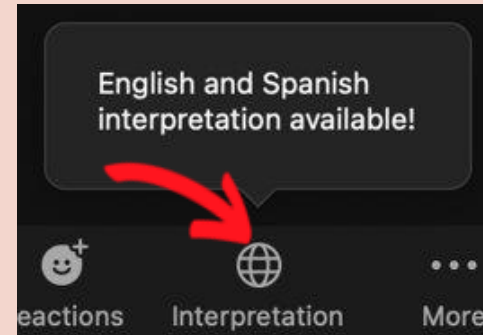 English and Spanish
interpretation available!
eactions Interpretation More